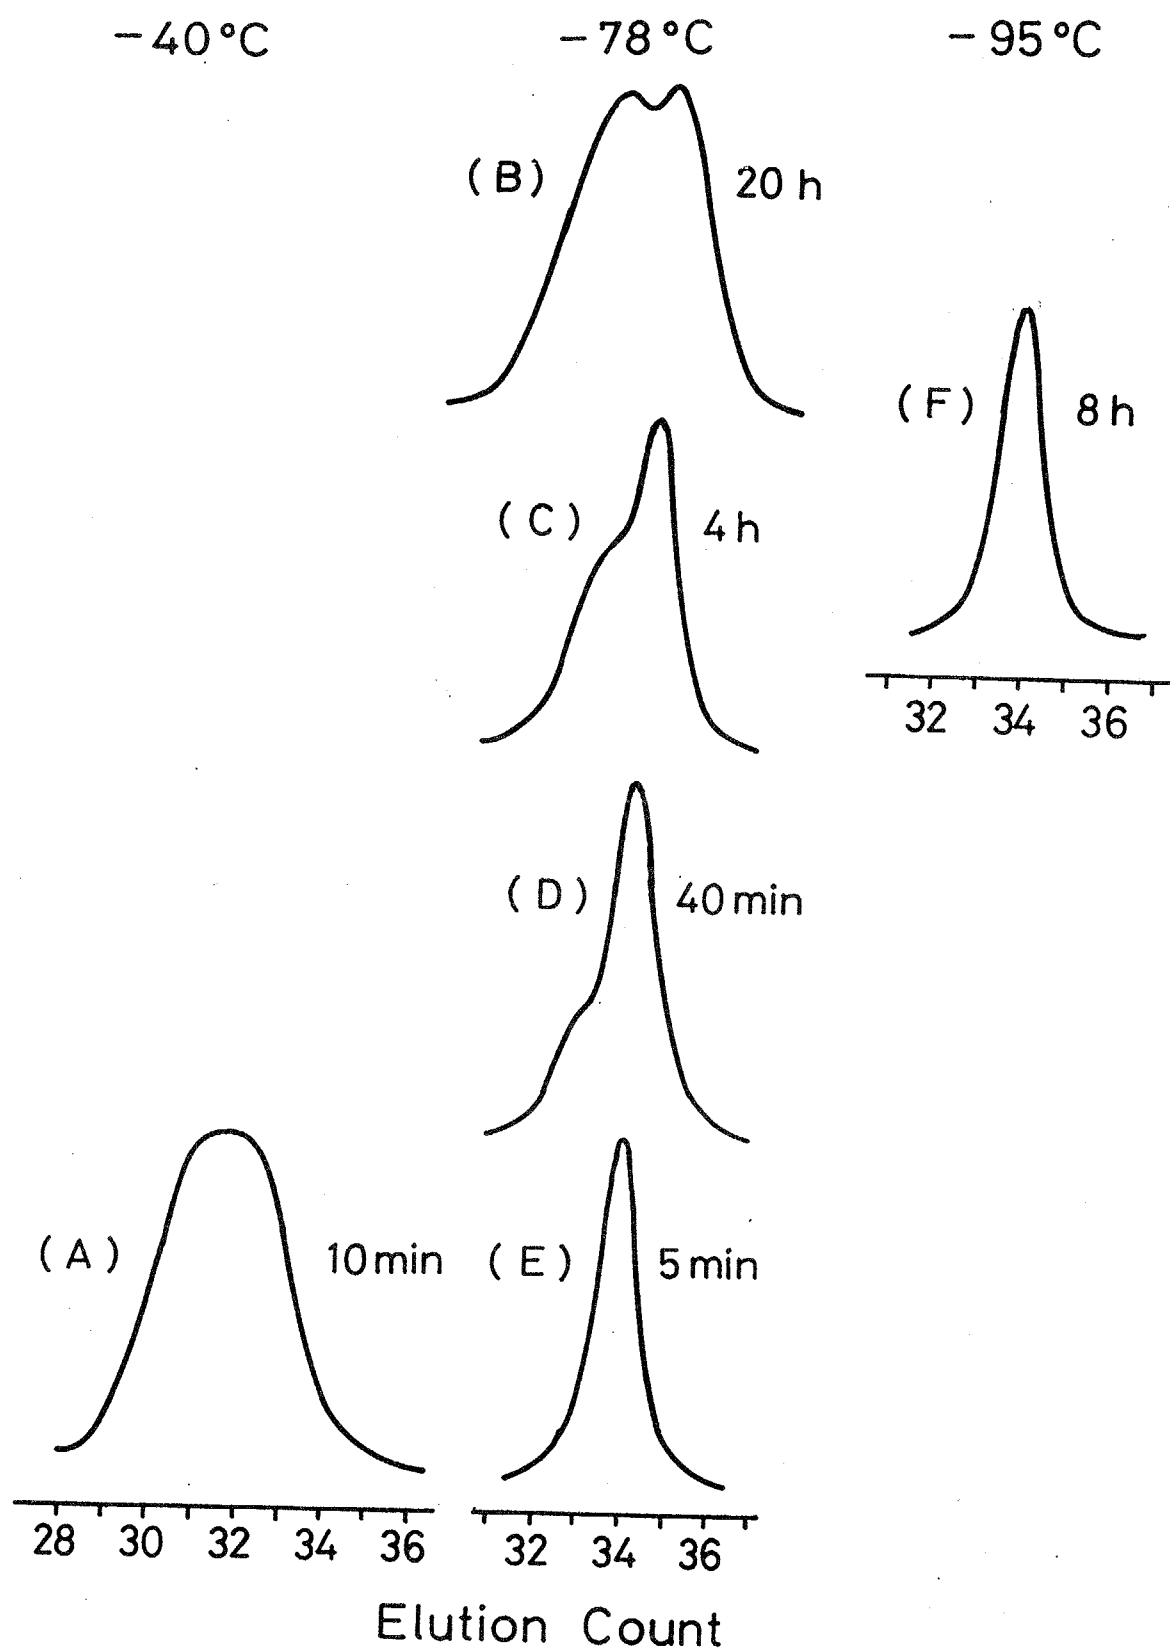 −40 °C −78 °C −95 °C
(B) 20 h
(F) 8 h
(C) 4 h
32 34 36
(D) 40 min
(A) 10 min (E) 5 min
28 30 32 34 36 32 34 36
Elution Count